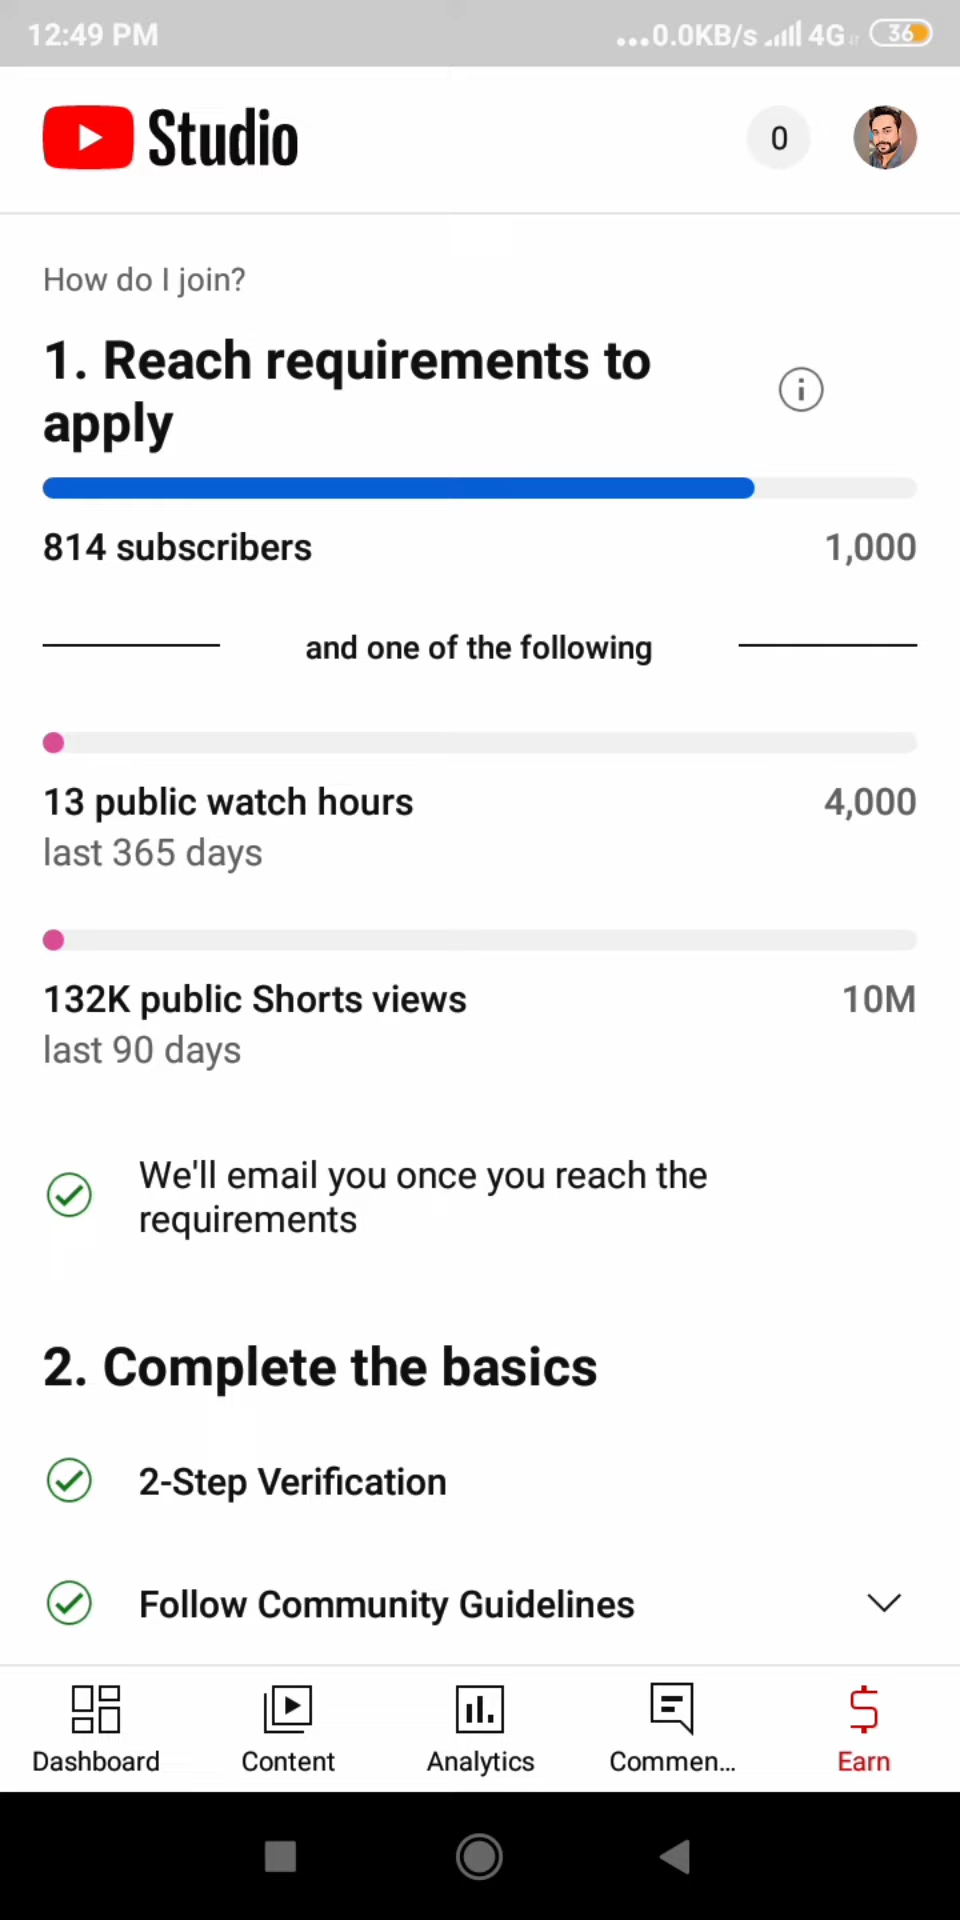 12:49 PM ...0.0KB/s 4G 36
Studio 0
How do I join?
1. Reach requirements to
apply
814 subscribers 1,000
and one of the following
13 public watch hours 4,000
last 365 days
132K public Shorts views 10M
last 90 days
We'll email you once you reach the
requirements
2. Complete the basics
2-Step Verification
Follow Community Guidelines
Dashboard Content Analytics Commen... Earn